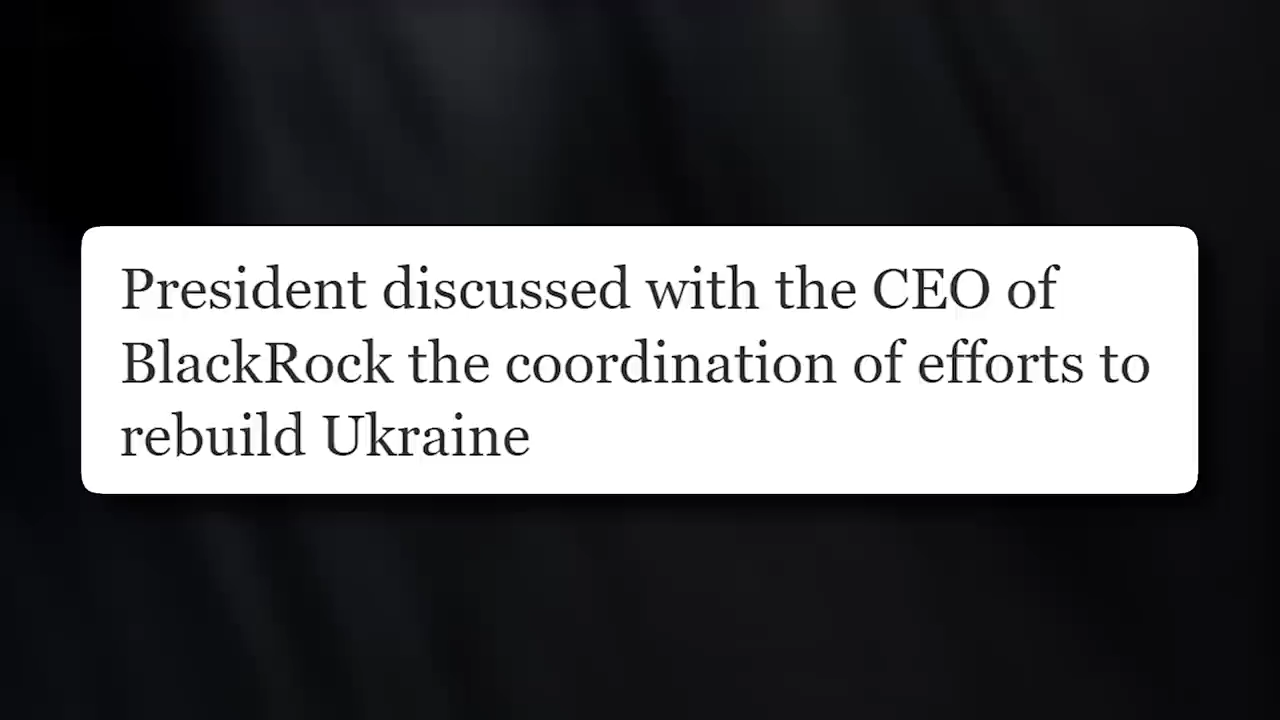 President discussed with the CEO of
BlackRock the coordination of efforts to
rebuild Ukraine